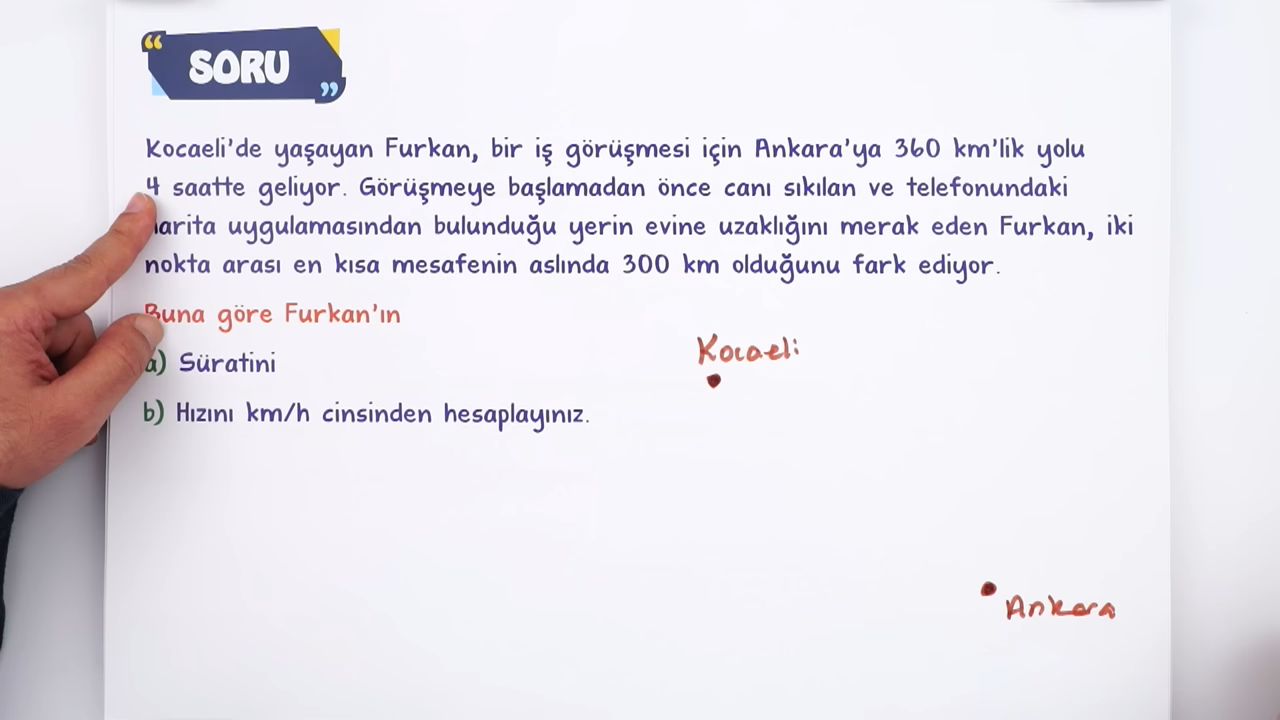 SORU
Kocaeli'de yaşayan Furkan, bir iş görüşmesi için Ankara'ya 360 km'lik yolu
4 saatte geliyor. Görüşmeye başlamadan önce canı sıkılan ve telefonundaki
harita uygulamasından bulunduğu yerin evine uzaklığını merak eden Furkan, iki
nokta arası en kısa mesafenin aslında 300 km olduğunu fark ediyor.
Buna göre Furkan'ın
a) Süratini
b) Hızını km/h cinsinden hesaplayınız.
Kocaeli
Ankara